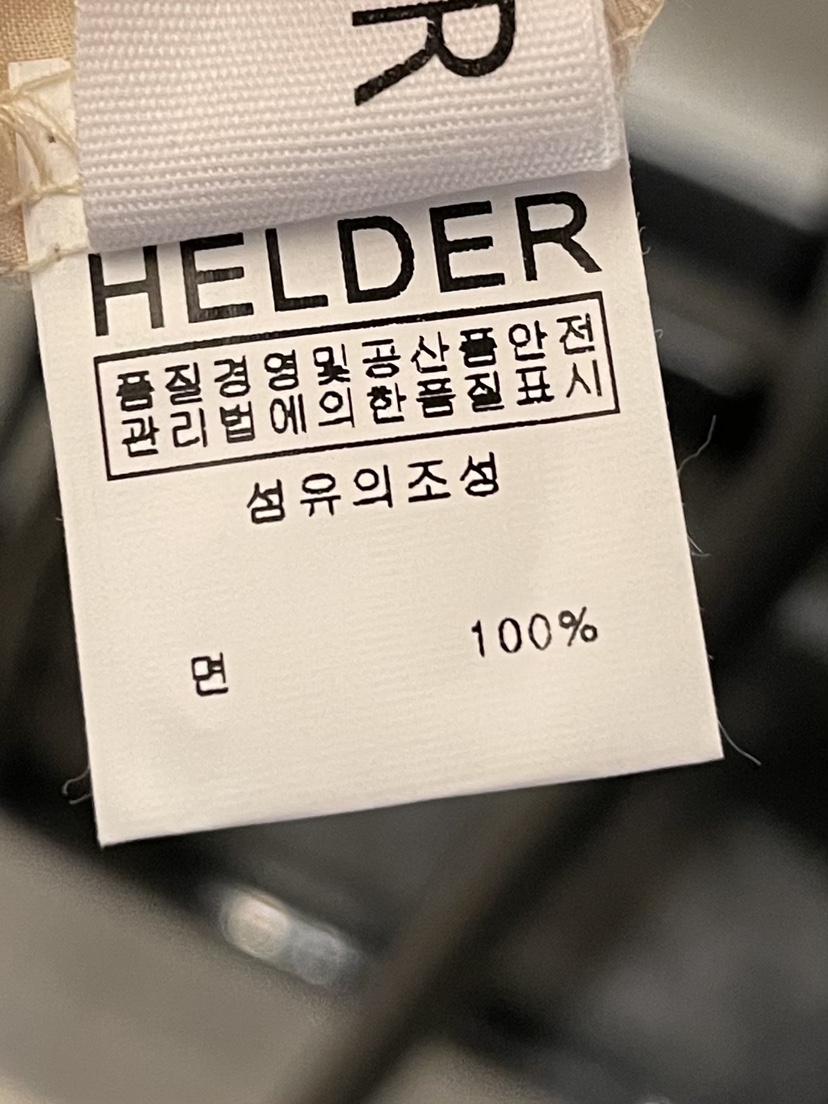 R
HELDER
품질경영및공산품안전
관리법에의한품질표시
섬유의조성
면 100%